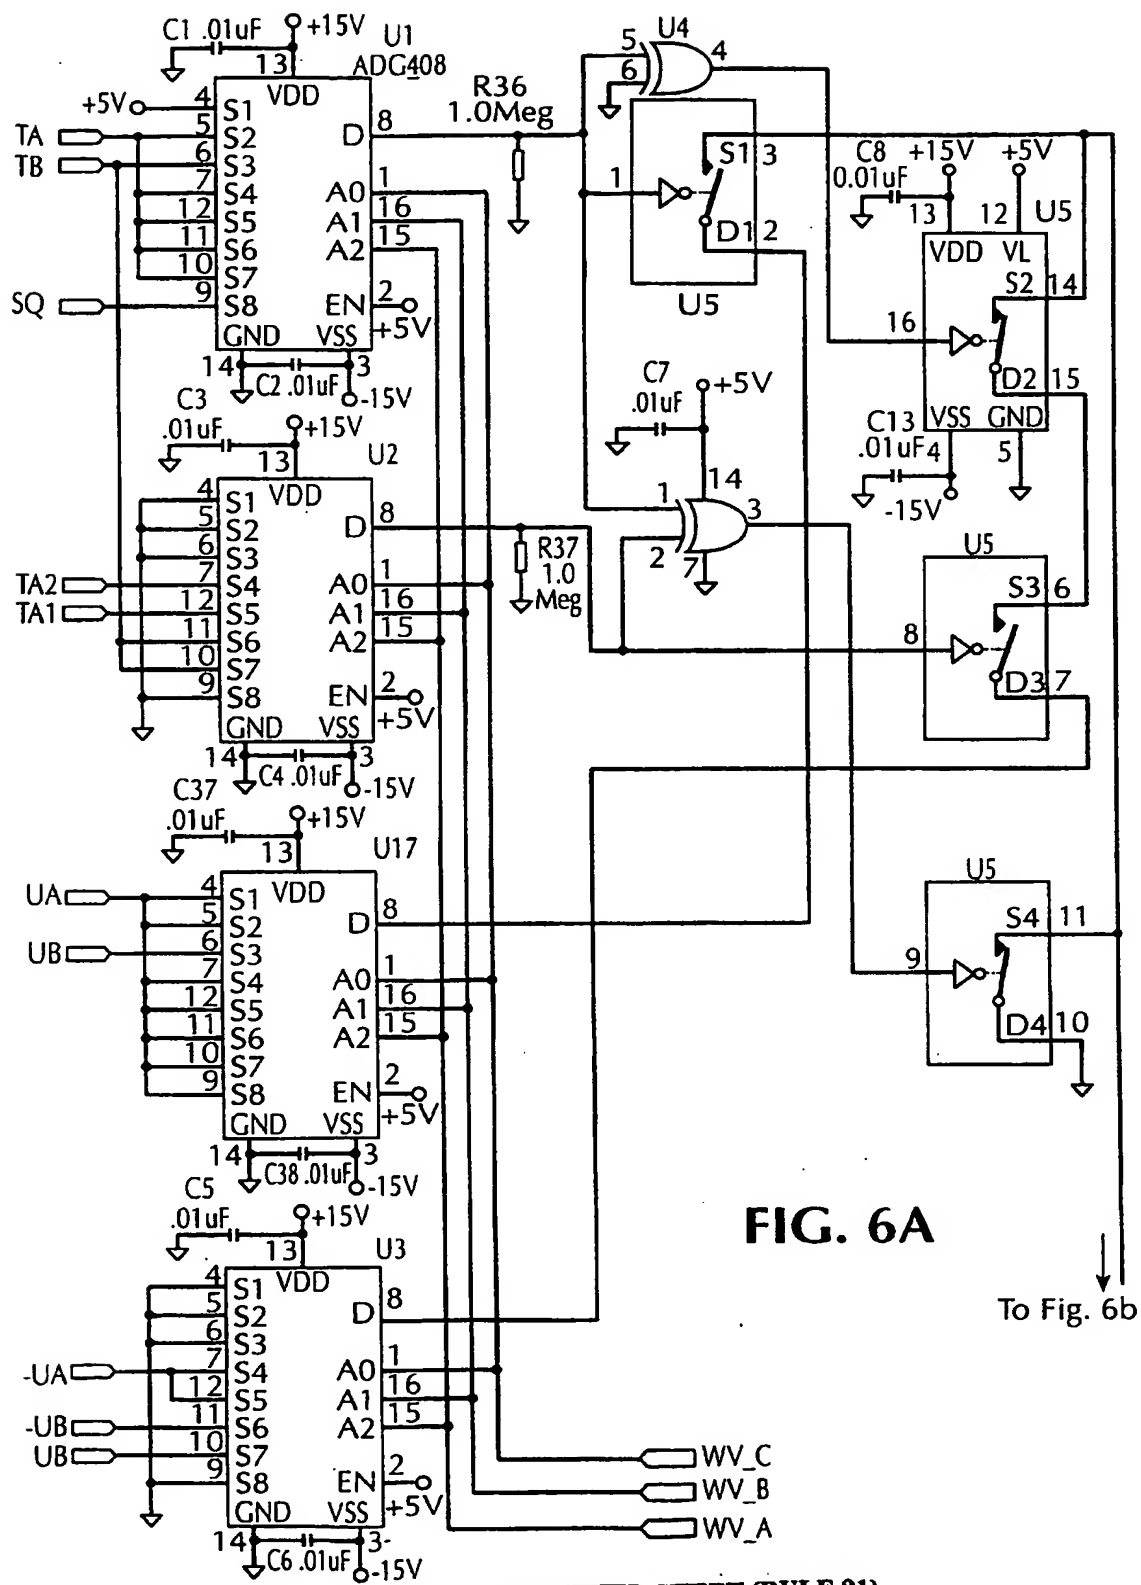 C1 .01uF
+15V
13
VDD
U1
ADG408
+5V
4 S1
TA
5 S2
TB
6 S3
7 S4
12 S5
11 S6
10 S7
SQ
9 S8
D 8
A0 1
A1 16
A2 15
EN 2
+5V
GND VSS
14
C2 .01uF
3
-15V
R36
1.0Meg
U4
5
6
4
1
S1 3
D1 2
U5
C8
0.01uF
+15V
+5V
13
12
U5
VDD VL
S2 14
16
D2 15
VSS GND
C13
.01uF
4
5
-15V
C7
.01uF
+5V
14
1
2
3
7
C3
.01uF
+15V
13
VDD
U2
4 S1
5 S2
6 S3
TA2
7 S4
TA1
12 S5
11 S6
10 S7
9 S8
D 8
A0 1
A1 16
A2 15
EN 2
+5V
GND VSS
14
C4 .01uF
3
-15V
R37
1.0
Meg
U5
S3 6
8
D3 7
C37
.01uF
+15V
13
VDD
U17
UA
4 S1
5 S2
UB
6 S3
7 S4
12 S5
11 S6
10 S7
9 S8
D 8
A0 1
A1 16
A2 15
EN 2
+5V
GND VSS
14
C38 .01uF
3
-15V
U5
S4 11
9
D4 10
C5
.01uF
+15V
13
VDD
U3
4 S1
5 S2
6 S3
-UA
7 S4
12 S5
-UB
11 S6
UB
10 S7
9 S8
D 8
A0 1
A1 16
A2 15
EN 2
+5V
GND VSS
14
C6 .01uF
3-
-15V
WV_C
WV_B
WV_A
FIG. 6A
To Fig. 6b
(RULE 91)